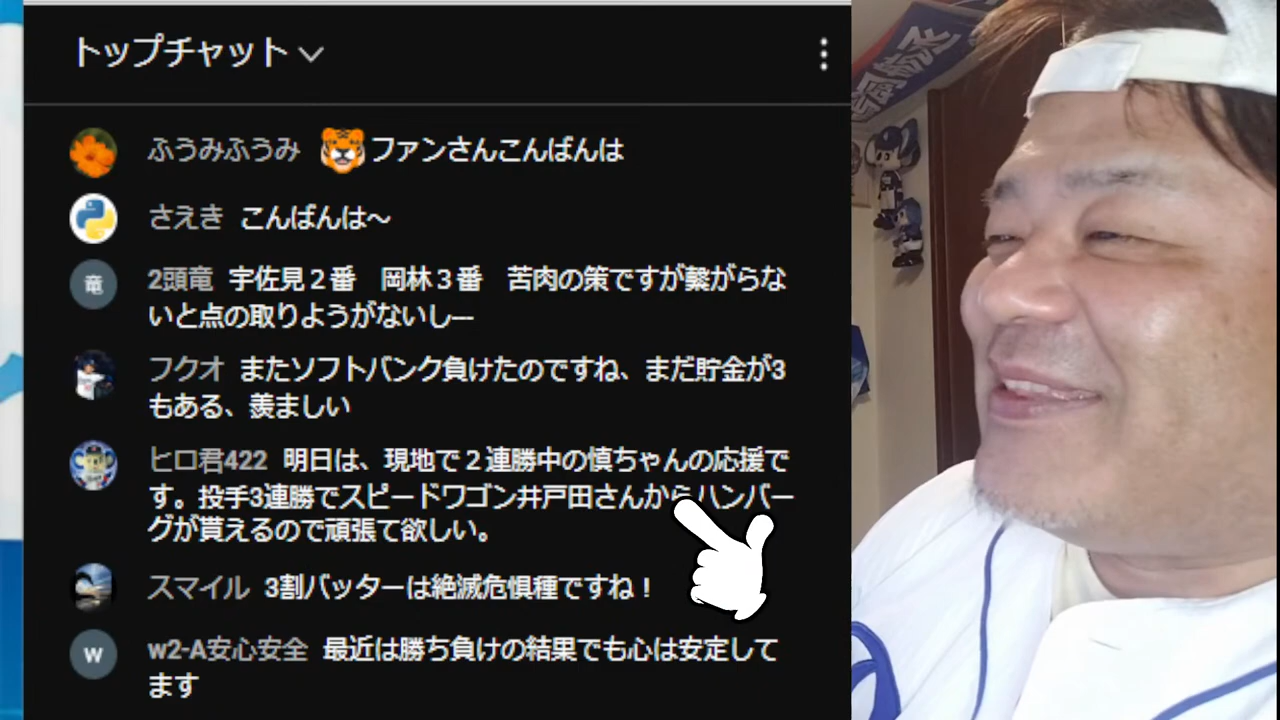 トップチャット
ふうみふうみ 🐯ファンさんこんばんは
さえき こんばんは〜
竜
2頭竜 宇佐見２番　岡林３番　苦肉の策ですが繋がらな
いと点の取りようがないし---
フクオ またソフトバンク負けたのですね、まだ貯金が3
もある、羨ましい
ヒロ君422 明日は、現地で２連勝中の慎ちゃんの応援で
す。投手3連勝でスピードワゴン井戸田さんからハンバー
グが貰えるので頑張て欲しい。
スマイル 3割バッターは絶滅危惧種ですね！
w
w2-A安心安全 最近は勝ち負けの結果でも心は安定して
ます